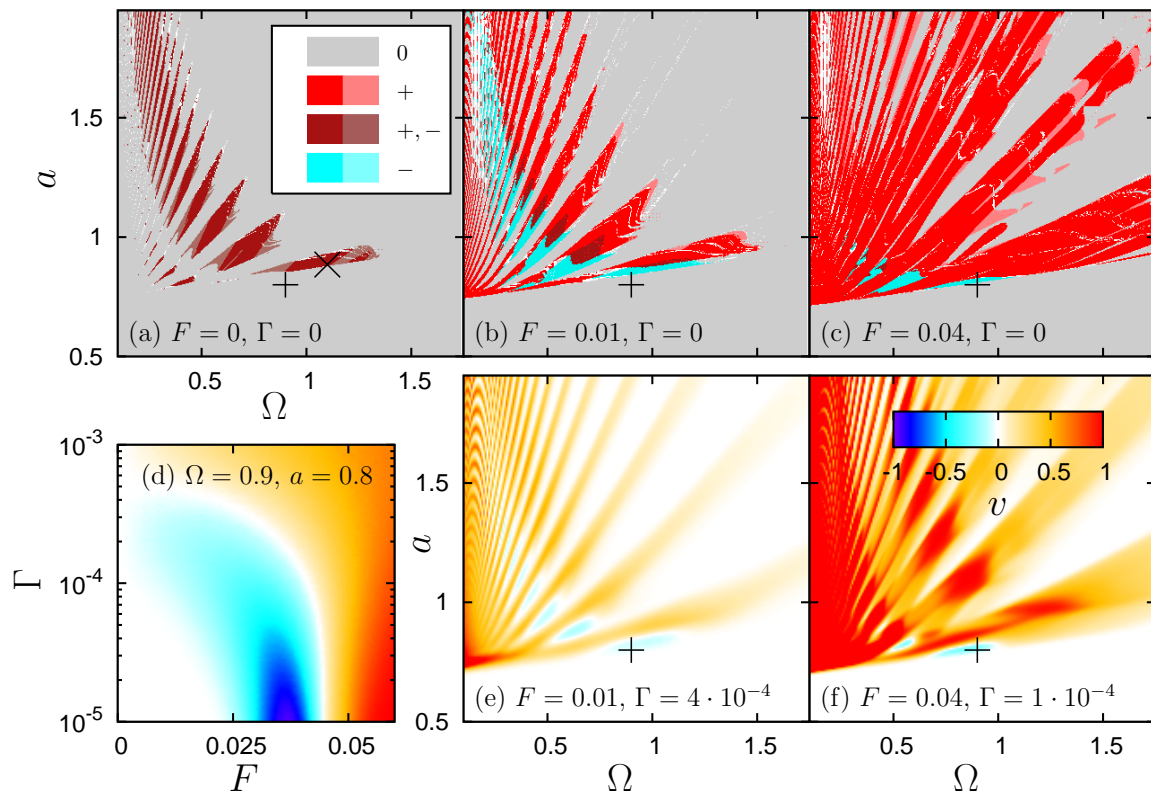 a
1.5
1
0.5
0
+
+, −
−
(a) F = 0, Γ = 0
(b) F = 0.01, Γ = 0
(c) F = 0.04, Γ = 0
0.5
1
1.5
Ω
Γ
10⁻³
10⁻⁴
10⁻⁵
(d) Ω = 0.9, a = 0.8
0
0.025
0.05
F
a
1.5
1
0.5
(e) F = 0.01, Γ = 4 · 10⁻⁴
0.5
1
1.5
Ω
-1
-0.5
0
0.5
1
v
(f) F = 0.04, Γ = 1 · 10⁻⁴
0.5
1
1.5
Ω